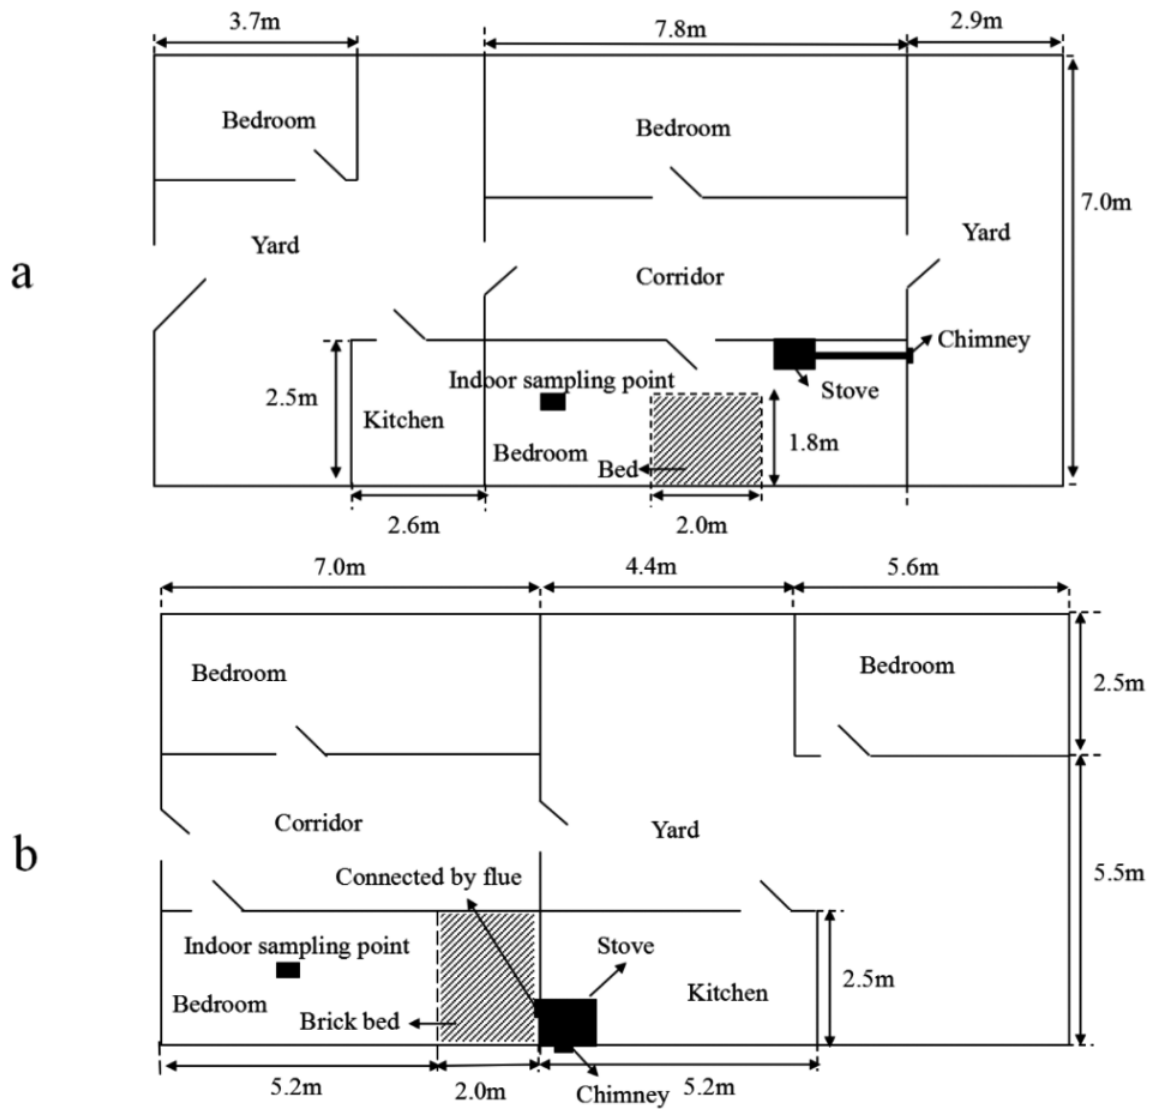 3.7m
7.8m
2.9m
Bedroom
Bedroom
7.0m
Yard
Yard
a
Corridor
Chimney
Indoor sampling point
2.5m
Stove
Kitchen
1.8m
Bedroom
Bed
2.6m
2.0m
7.0m
4.4m
5.6m
Bedroom
Bedroom
2.5m
Corridor
Yard
b
Connected by flue
5.5m
Indoor sampling point
Stove
2.5m
Kitchen
Bedroom
Brick bed
5.2m
2.0m
Chimney
5.2m